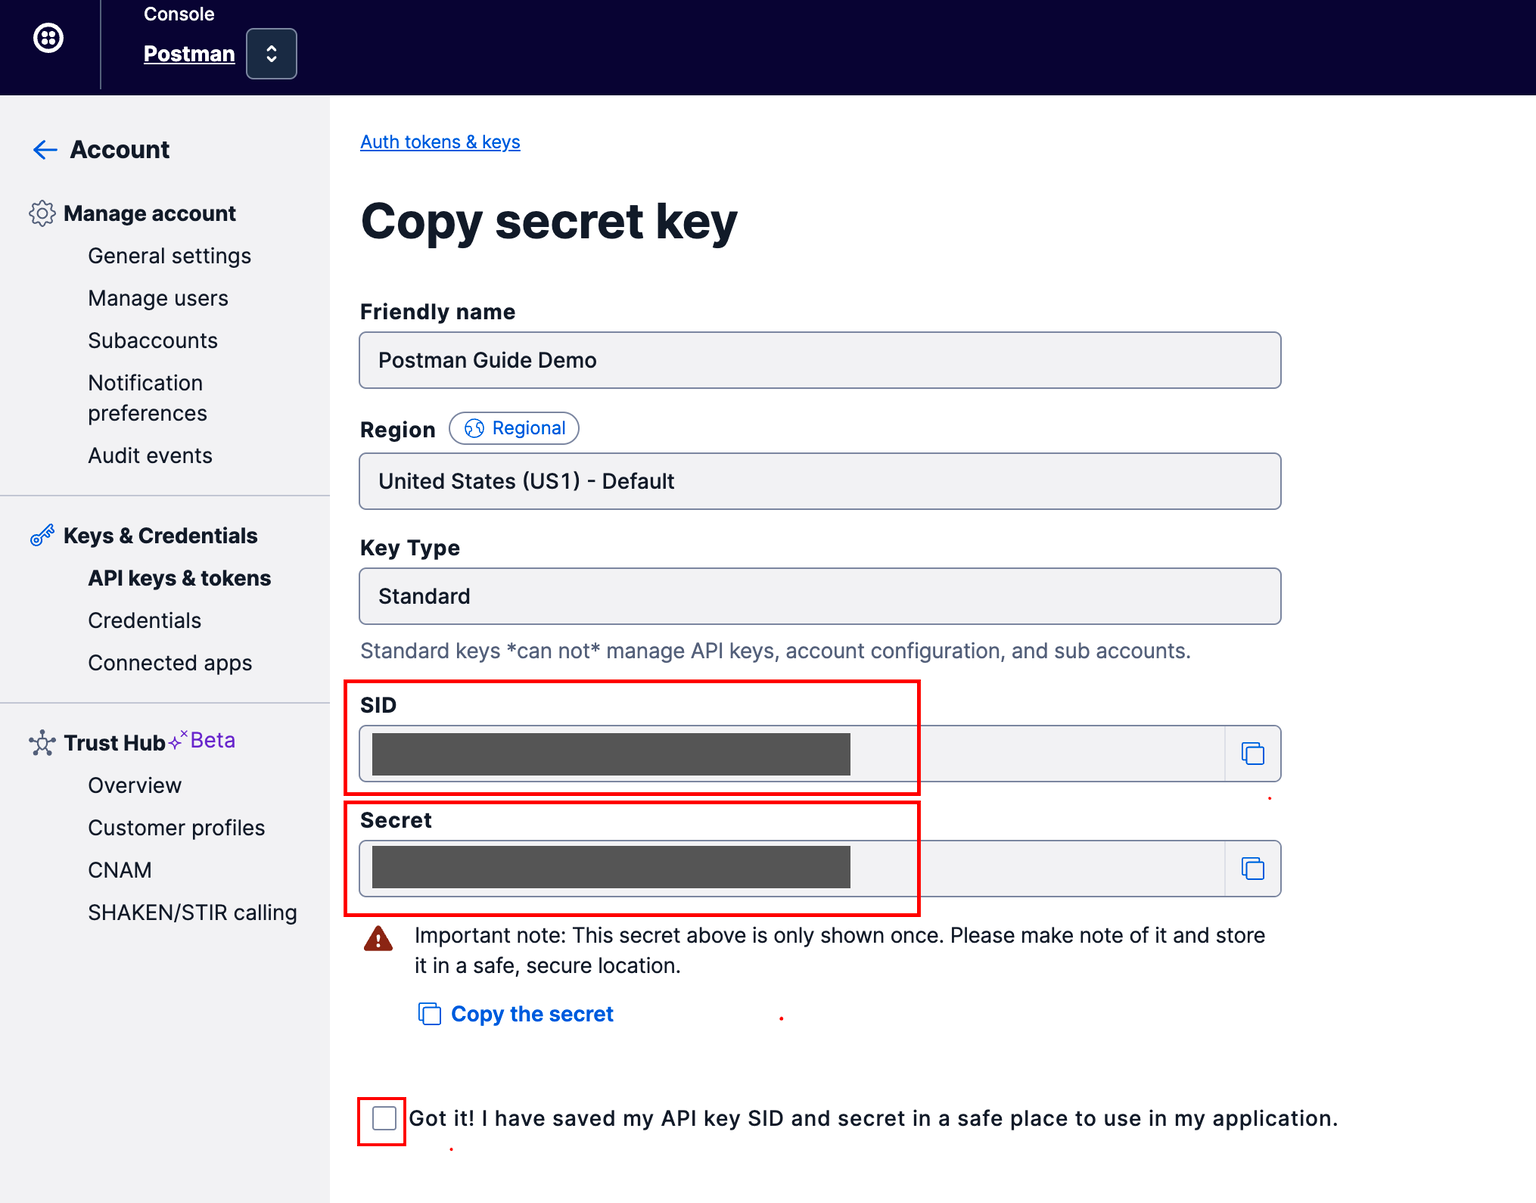 Console
Postman
Account
Manage account
General settings
Manage users
Subaccounts
Notification
preferences
Audit events
Keys & Credentials
API keys & tokens
Credentials
Connected apps
Trust Hub Beta
Overview
Customer profiles
CNAM
SHAKEN/STIR calling
Auth tokens & keys
Copy secret key
Friendly name
Postman Guide Demo
Region Regional
United States (US1) - Default
Key Type
Standard
Standard keys *can not* manage API keys, account configuration, and sub accounts.
SID
Secret
Important note: This secret above is only shown once. Please make note of it and store
it in a safe, secure location.
Copy the secret
Got it! I have saved my API key SID and secret in a safe place to use in my application.